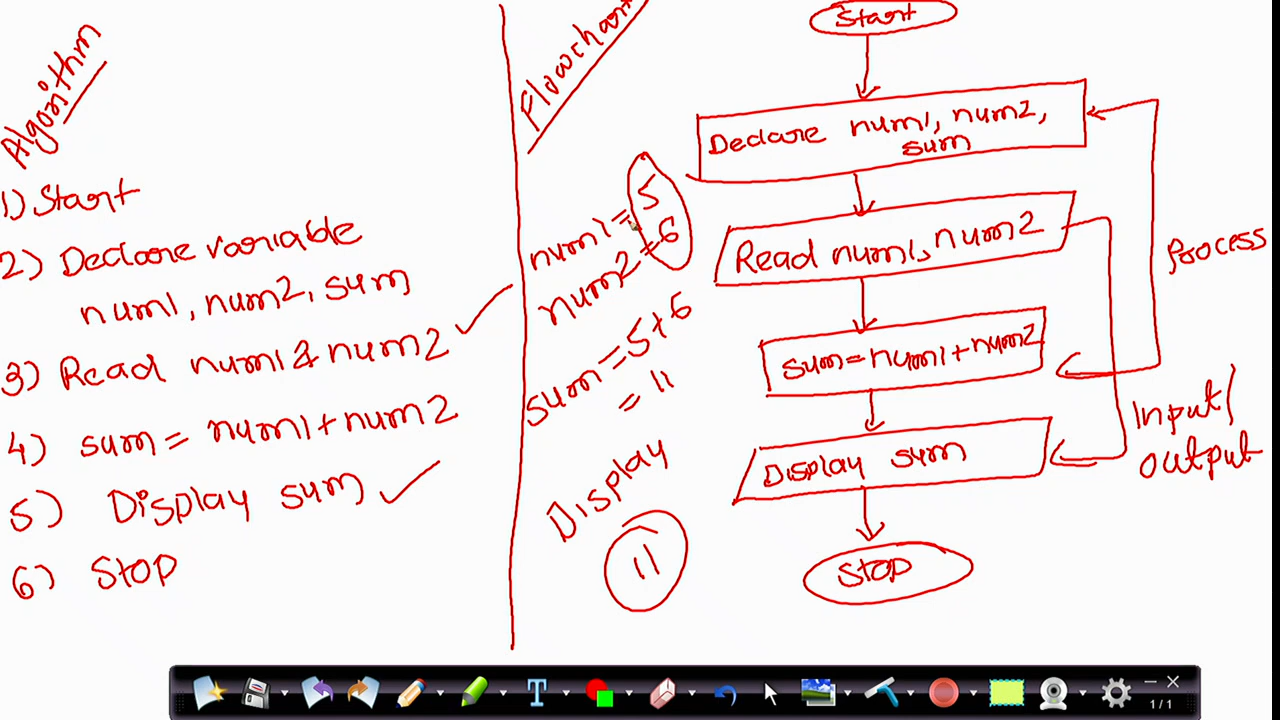 Algorithm
1) Start
2) Declare variable
num1, num2, sum
3) Read num1 & num2
4) sum = num1 + num2
5) Display sum
6) Stop
Flowchart
num1 = 5
num2 = 6
sum = 5+6
= 11
Display
11
Start
Declare num1, num2,
sum
Read num1, num2
sum = num1 + num2
Display sum
Stop
Process
Input/
output
T
1/1